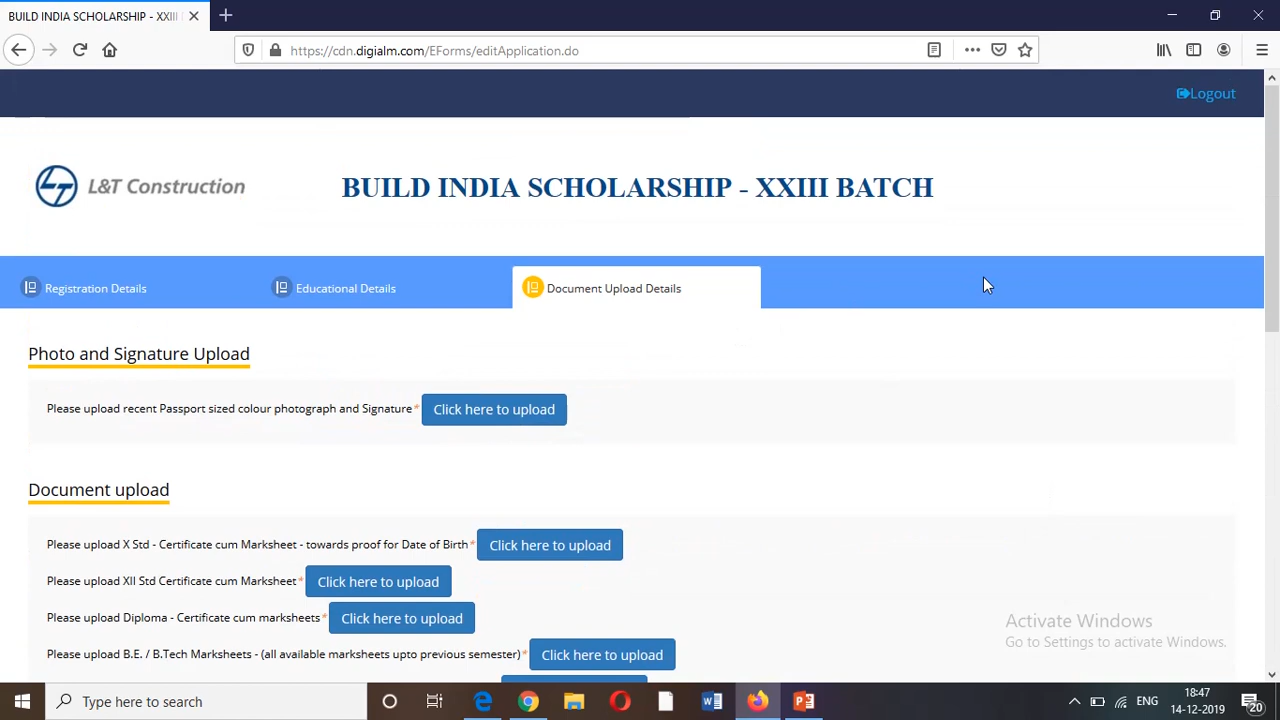 BUILD INDIA SCHOLARSHIP - XXIII
https://cdn.digialm.com/EForms/editApplication.do
Logout
L&T Construction
BUILD INDIA SCHOLARSHIP - XXIII BATCH
Registration Details
Educational Details
Document Upload Details
Photo and Signature Upload
Please upload recent Passport sized colour photograph and Signature* Click here to upload
Document upload
Please upload X Std - Certificate cum Marksheet - towards proof for Date of Birth* Click here to upload
Please upload XII Std Certificate cum Marksheet* Click here to upload
Please upload Diploma - Certificate cum marksheets* Click here to upload
Please upload B.E. / B.Tech Marksheets - (all available marksheets upto previous semester)* Click here to upload
Activate Windows
Go to Settings to activate Windows.
Type here to search
ENG
18:47
14-12-2019
20